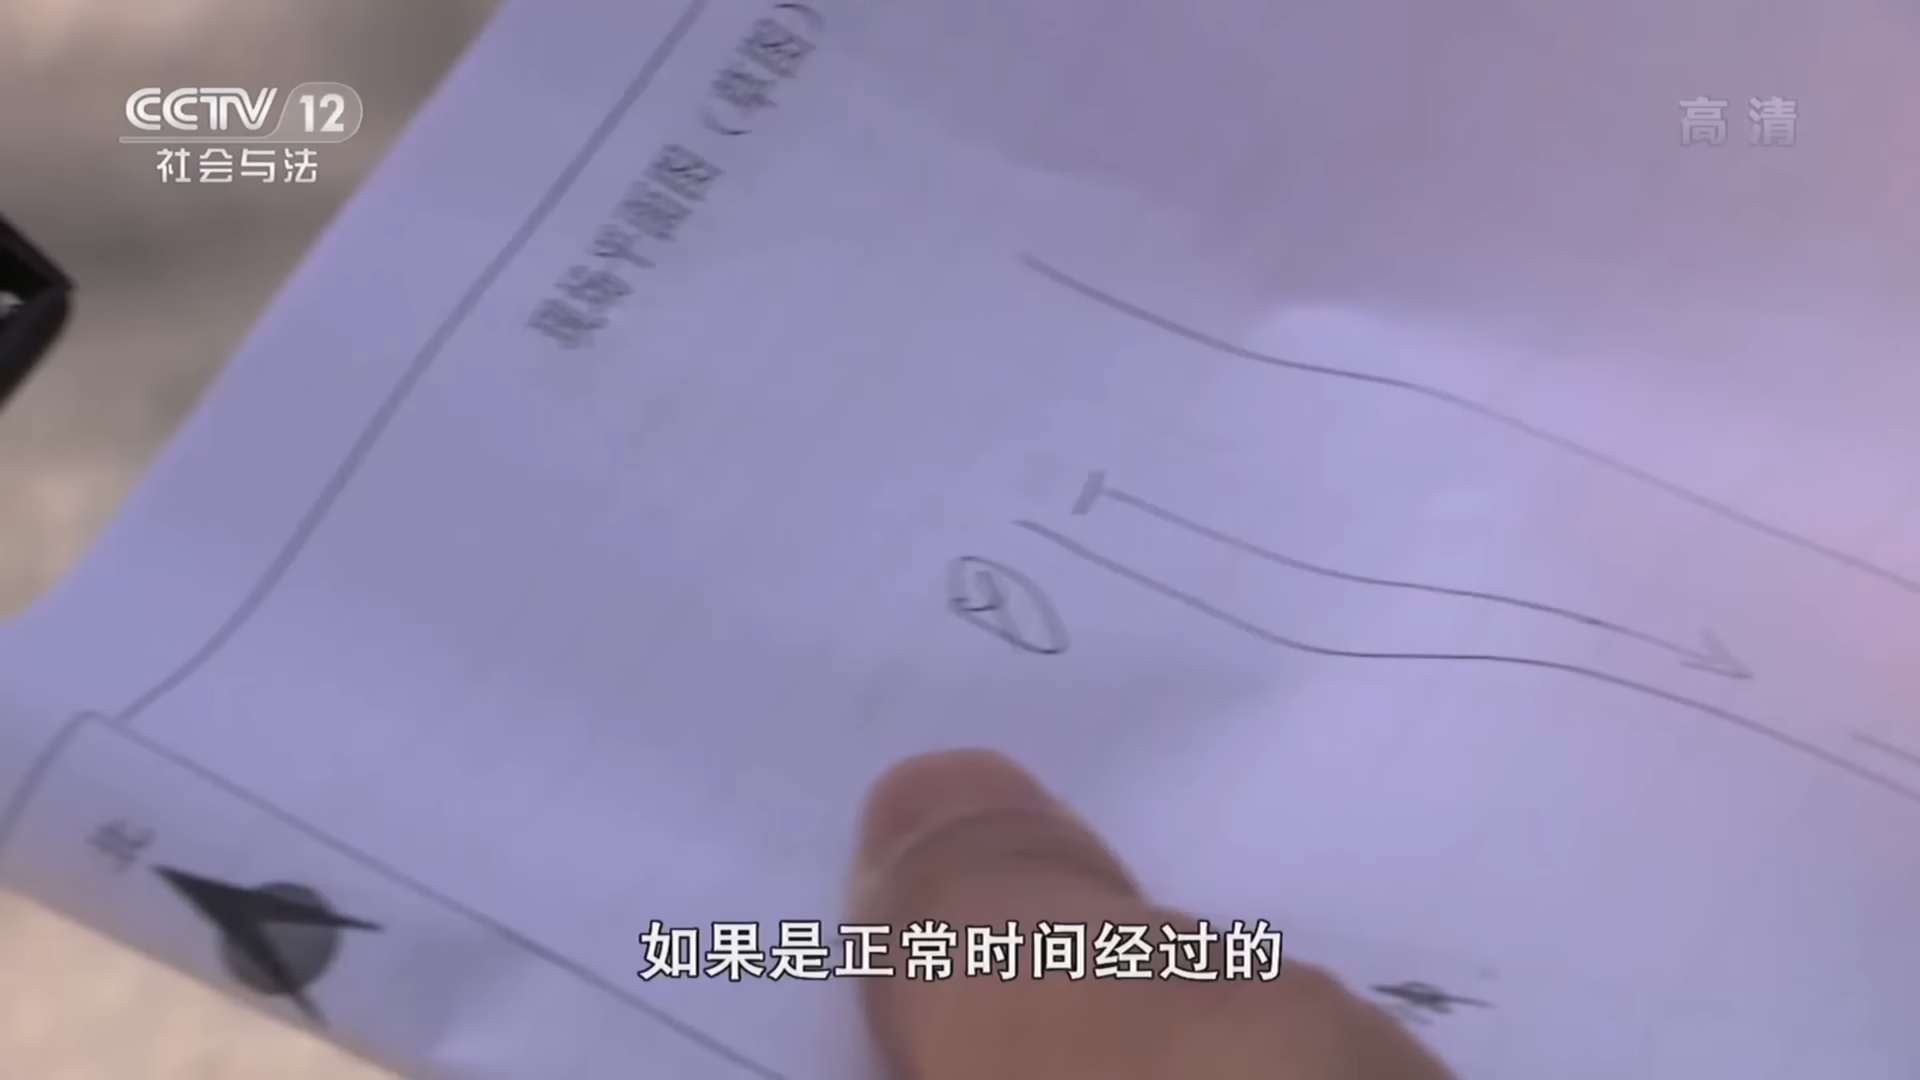 CCTV 12
社会与法
高清
现场平面图（草图）
北
如果是正常时间经过的